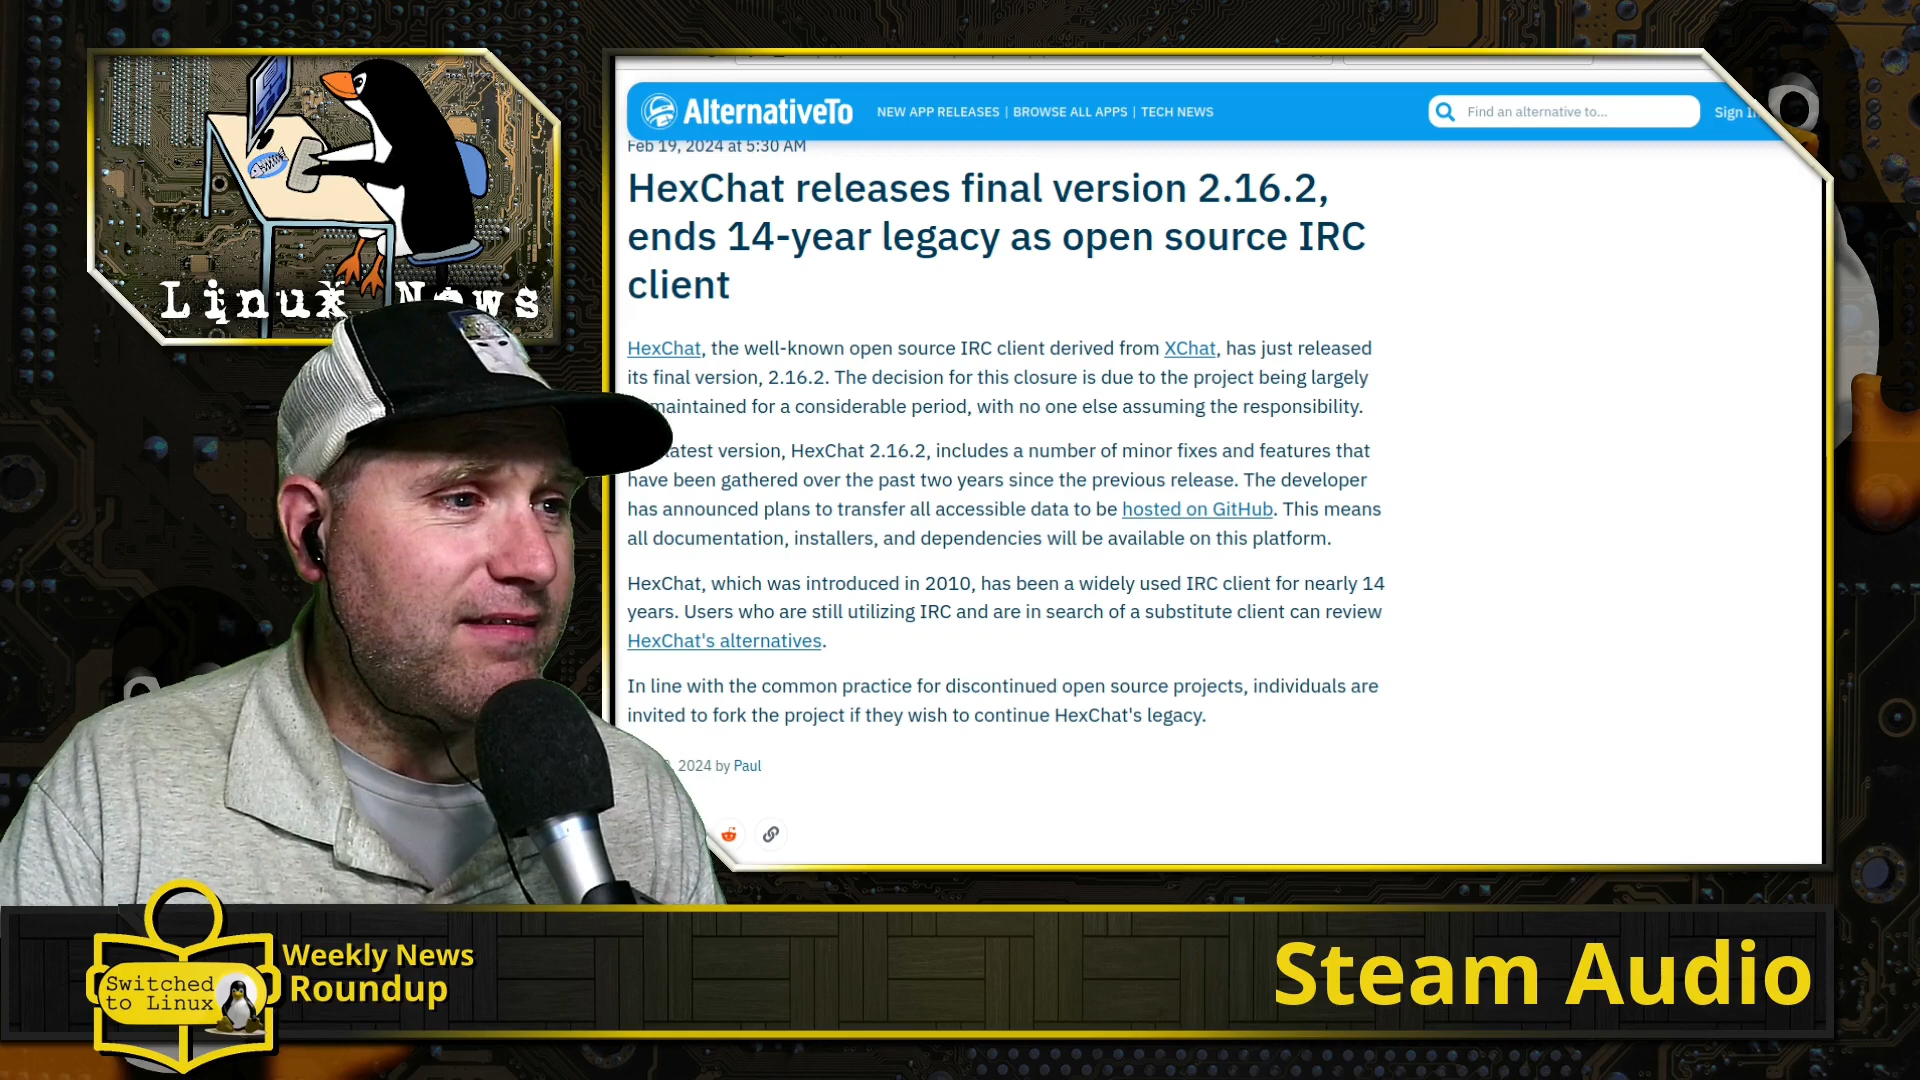 Linux News
AlternativeTo
NEW APP RELEASES | BROWSE ALL APPS | TECH NEWS
Find an alternative to...
Sign In
Feb 19, 2024 at 5:30 AM
HexChat releases final version 2.16.2,
ends 14-year legacy as open source IRC
client
HexChat, the well-known open source IRC client derived from XChat, has just released
its final version, 2.16.2. The decision for this closure is due to the project being largely
maintained for a considerable period, with no one else assuming the responsibility.
latest version, HexChat 2.16.2, includes a number of minor fixes and features that
have been gathered over the past two years since the previous release. The developer
has announced plans to transfer all accessible data to be hosted on GitHub. This means
all documentation, installers, and dependencies will be available on this platform.
HexChat, which was introduced in 2010, has been a widely used IRC client for nearly 14
years. Users who are still utilizing IRC and are in search of a substitute client can review
HexChat's alternatives.
In line with the common practice for discontinued open source projects, individuals are
invited to fork the project if they wish to continue HexChat's legacy.
, 2024 by Paul
Switched
to Linux
Weekly News
Roundup
Steam Audio